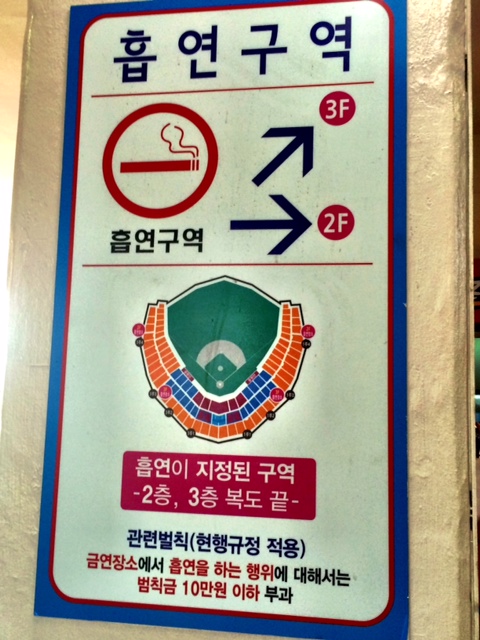 흡연구역
3F
흡연구역
2F
흡연이 지정된 구역
-2층, 3층 복도 끝-
관련벌칙(현행규정 적용)
금연장소에서 흡연을 하는 행위에 대해서는
범칙금 10만원 이하 부과